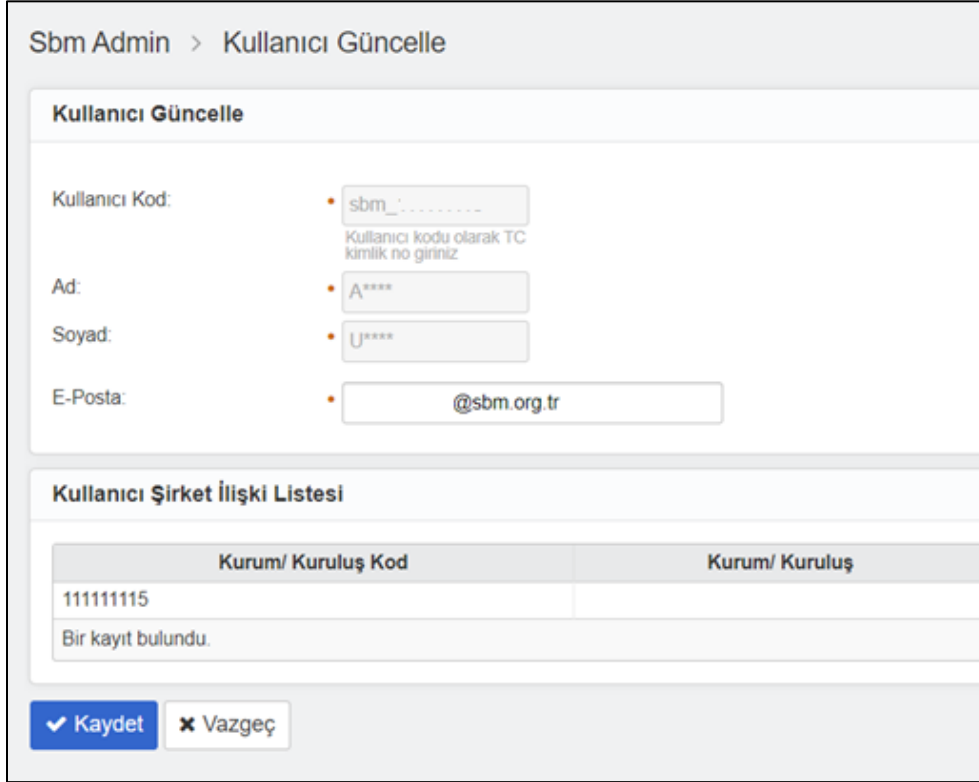 Sbm Admin > Kullanıcı Güncelle
Kullanıcı Güncelle
Kullanıcı Kod: • sbm_
Kullanıcı kodu olarak TC
kimlik no giriniz
Ad: • A****
Soyad: • U****
E-Posta: • @sbm.org.tr
Kullanıcı Şirket İlişki Listesi
Kurum/ Kuruluş Kod Kurum/ Kuruluş
111111115
Bir kayıt bulundu.
Kaydet Vazgeç